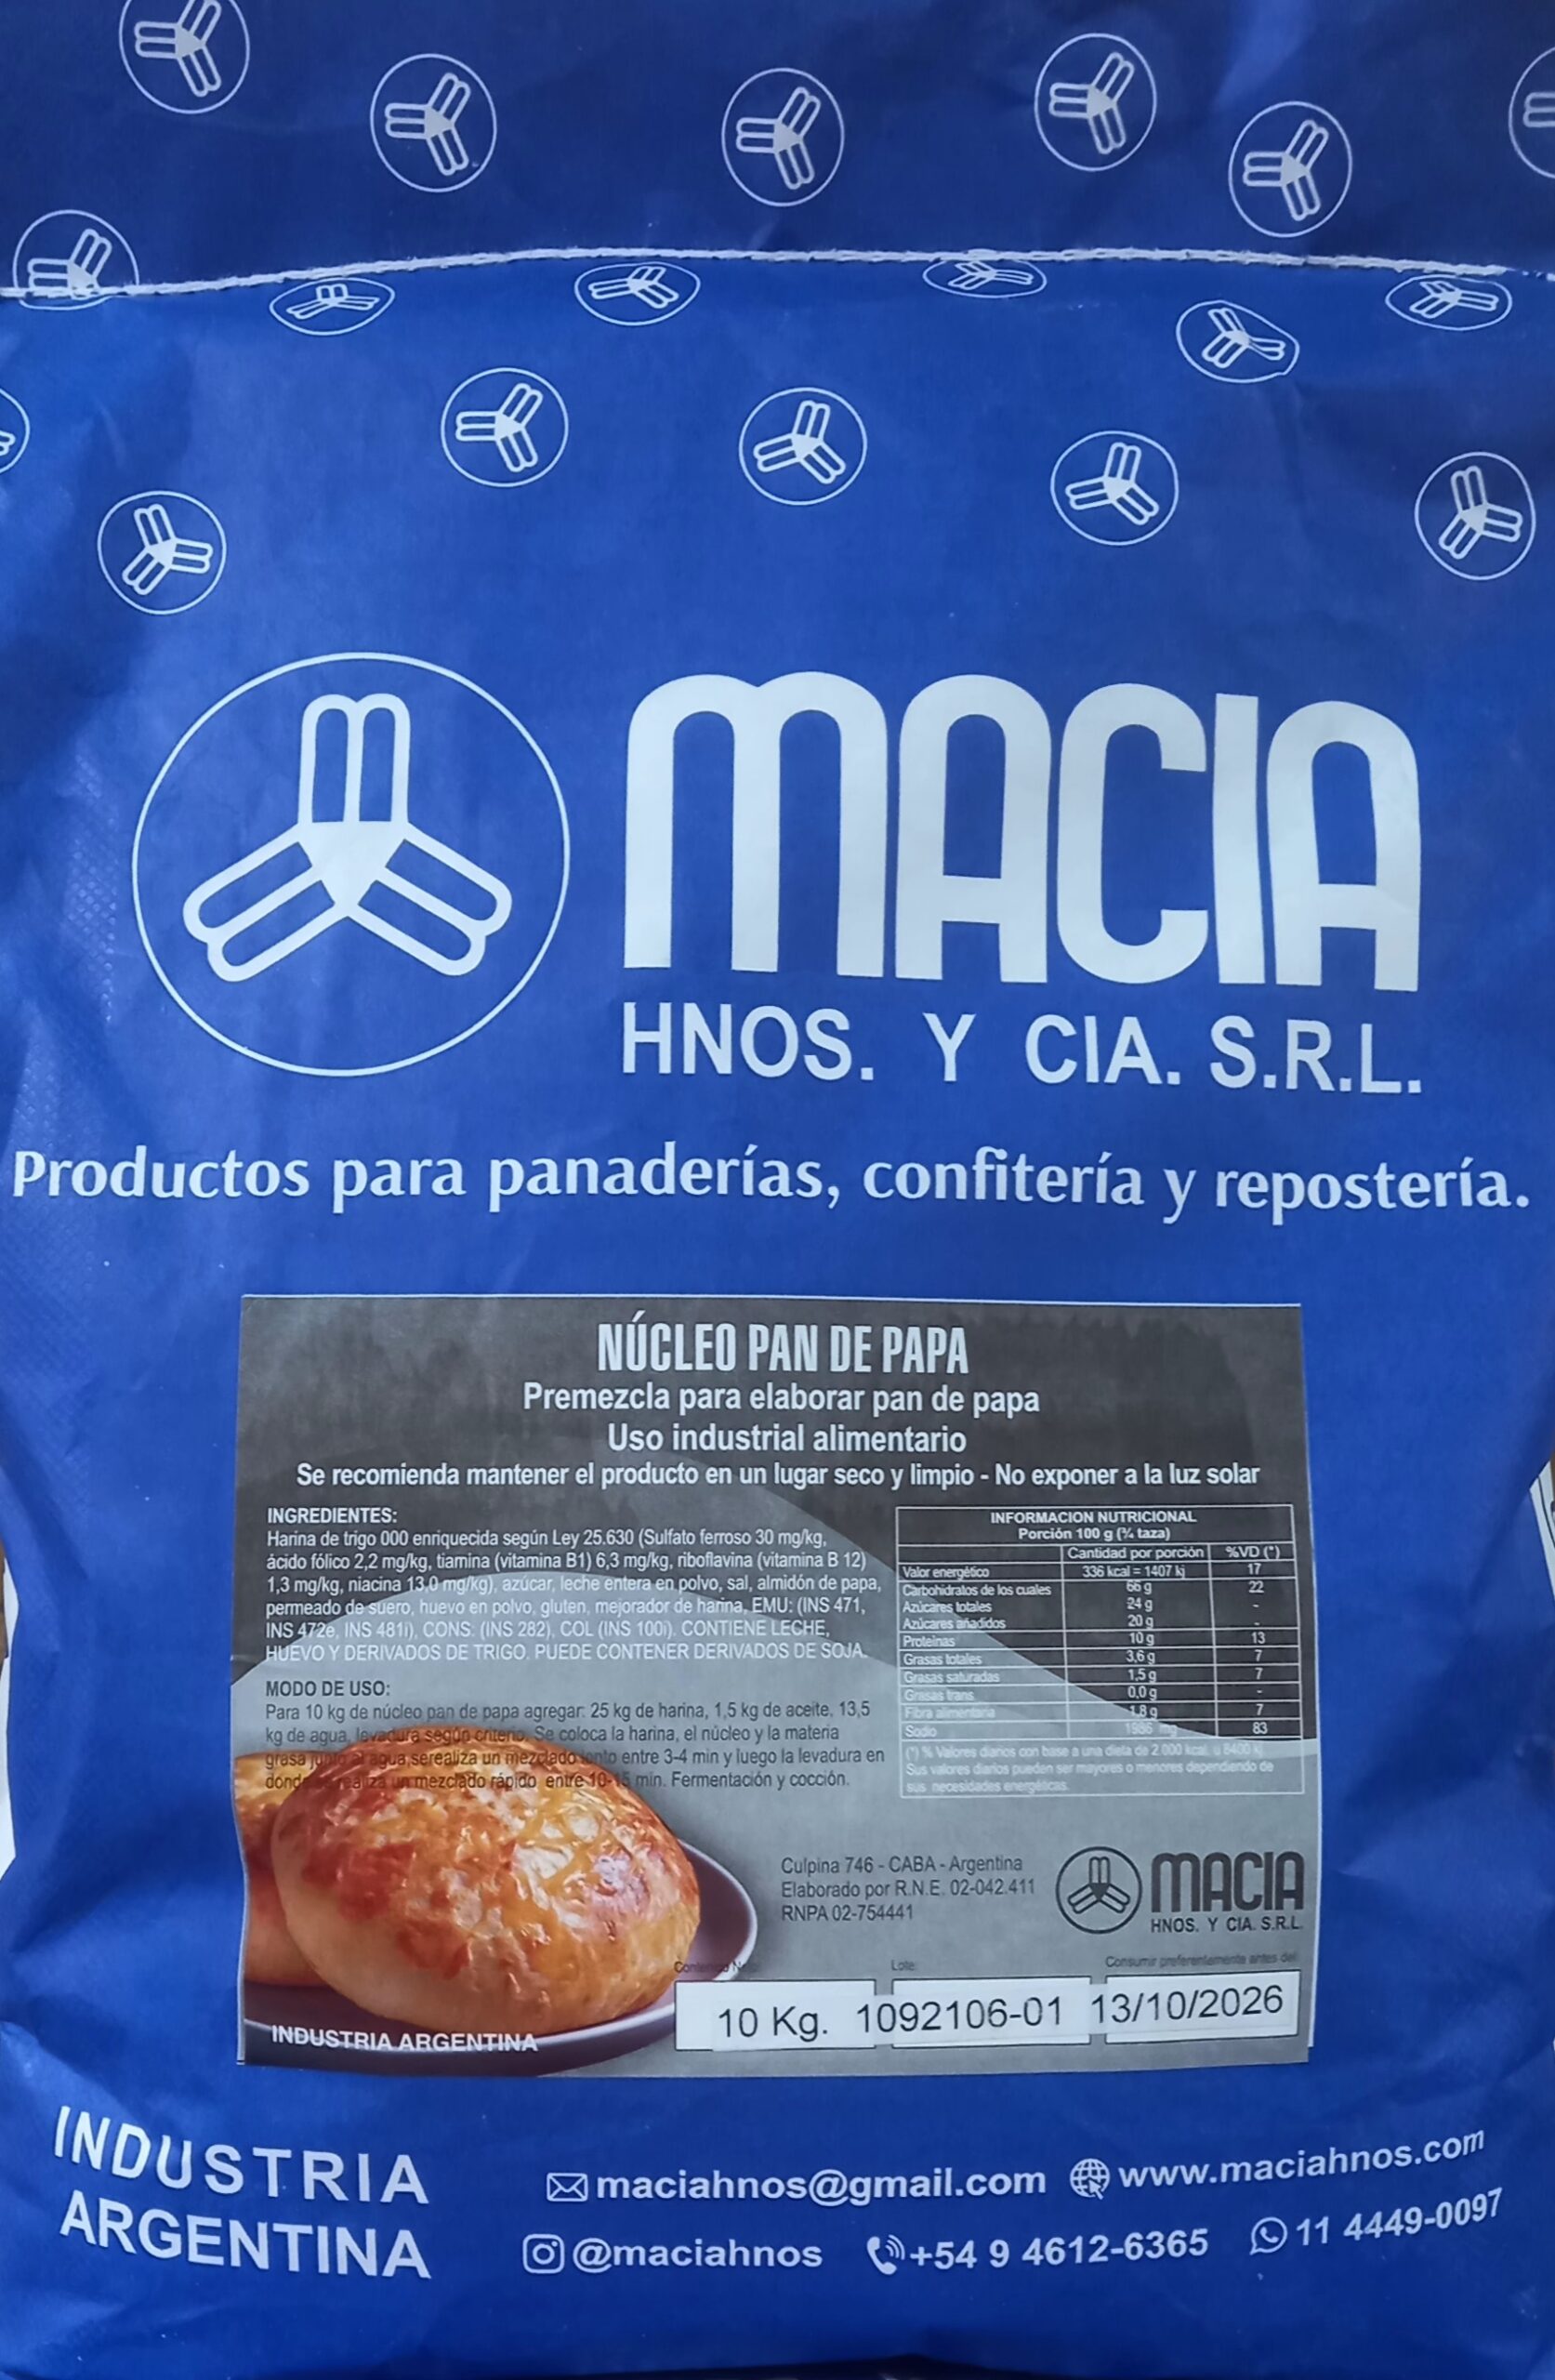 MACIA
HNOS. Y CIA. S.R.L.
Productos para panaderías, confitería y repostería.
NÚCLEO PAN DE PAPA
Premezcla para elaborar pan de papa
Uso industrial alimentario
Se recomienda mantener el producto en un lugar seco y limpio - No exponer a la luz solar
INGREDIENTES:
Harina de trigo 000 enriquecida según Ley 25.630 (Sulfato ferroso 30 mg/kg,
ácido fólico 2,2 mg/kg, tiamina (vitamina B1) 6,3 mg/kg, riboflavina (vitamina B 12)
1,3 mg/kg, niacina 13,0 mg/kg), azúcar, leche entera en polvo, sal, almidón de papa,
permeado de suero, huevo en polvo, gluten, mejorador de harina, EMU: (INS 471,
INS 472e, INS 481i), CONS: (INS 282), COL (INS 100i). CONTIENE LECHE,
HUEVO Y DERIVADOS DE TRIGO. PUEDE CONTENER DERIVADOS DE SOJA.
MODO DE USO:
Para 10 kg de núcleo pan de papa agregar: 25 kg de harina, 1,5 kg de aceite, 13,5
kg de agua, levadura según criterio. Se coloca la harina, el núcleo y la materia
grasa junto al agua,serealiza un mezclado lento entre 3-4 min y luego la levadura en
donde se realiza un mezclado rápido entre 10-15 min. Fermentación y cocción.
INFORMACION NUTRICIONAL
Porción 100 g (¾ taza)
Cantidad por porción %VD (*)
Valor energético 336 kcal = 1407 kj 17
Carbohidratos de los cuales 66 g 22
Azúcares totales 24 g -
Azúcares añadidos 20 g -
Proteinas 10 g 13
Grasas totales 3,6 g 7
Grasas saturadas 1,5 g 7
Grasas trans 0,0 g -
Fibra alimentaria 1,8 g 7
Sodio 1986 mg 83
(*) % Valores diarios con base a una dieta de 2.000 kcal. u 8400 kj.
Sus valores diarios pueden ser mayores o menores dependiendo de
sus necesidades energéticas.
Culpina 746 - CABA - Argentina
Elaborado por R.N.E. 02-042.411
RNPA 02-754441
MACIA
HNOS. Y CIA. S.R.L.
Contenido Lote: Consumir preferentemente antes del
10 Kg. 1092106-01 13/10/2026
INDUSTRIA ARGENTINA
INDUSTRIA
ARGENTINA
maciahnos@gmail.com www.maciahnos.com
@maciahnos +54 9 4612-6365 11 4449-0097